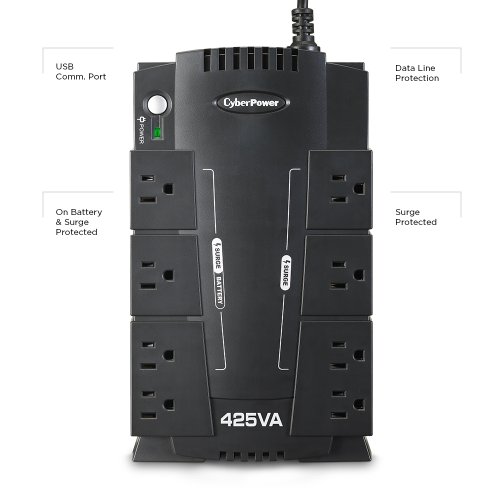 USB
Comm. Port
Data Line
Protection
CyberPower
POWER
On Battery
& Surge
Protected
Surge
Protected
SURGE
BATTERY
SURGE
425VA